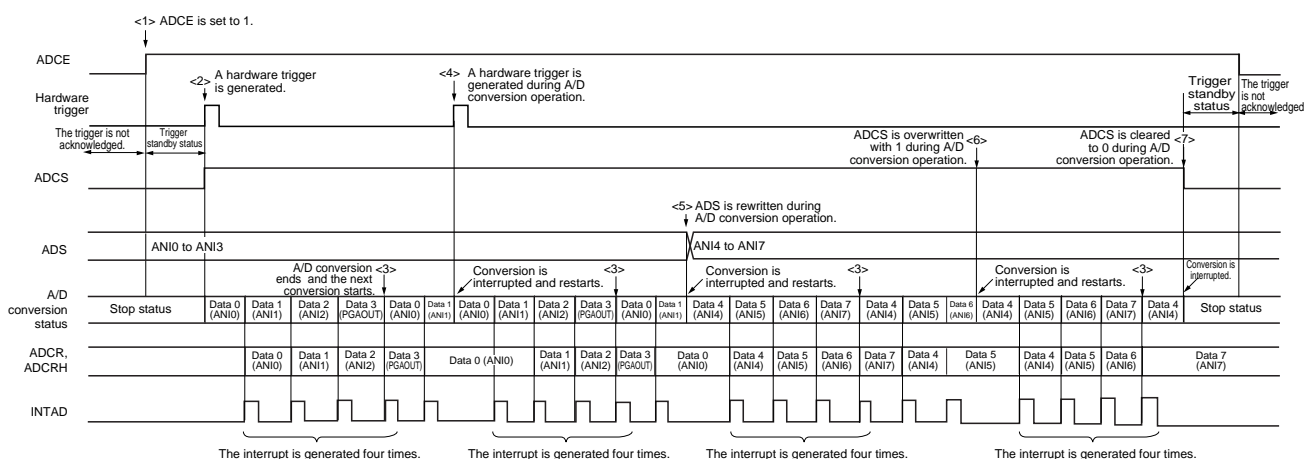 <1> ADCE is set to 1.
ADCE
<2> A hardware trigger
is generated.
<4> A hardware trigger is
generated during A/D
conversion operation.
Trigger
standby
status
The trigger
is not
acknowledged
Hardware
trigger
The trigger is not
acknowledged.
Trigger
standby status
ADCS is overwritten
with 1 during A/D <6>
conversion operation.
ADCS is cleared
to 0 during A/D <7>
conversion operation.
ADCS
<5> ADS is rewritten during
A/D conversion operation.
ADS
ANI0 to ANI3
ANI4 to ANI7
A/D conversion <3>
ends and the next
conversion starts.
Conversion is
interrupted and restarts.
<3>
Conversion is
interrupted and restarts.
<3>
Conversion is
interrupted and restarts.
<3>
Conversion is
interrupted.
A/D
conversion
status
Stop status
Data 0 Data 1 Data 2 Data 3 Data 0 Data 1 Data 0 Data 1 Data 2 Data 3 Data 0 Data 1 Data 4 Data 5 Data 6 Data 7 Data 4 Data 5 Data 6 Data 4 Data 5 Data 6 Data 7 Data 4
(ANI0) (ANI1) (ANI2) (PGAOUT) (ANI0) (ANI1) (ANI0) (ANI1) (ANI2) (PGAOUT) (ANI0) (ANI1) (ANI4) (ANI5) (ANI6) (ANI7) (ANI4) (ANI5) (ANI6) (ANI4) (ANI5) (ANI6) (ANI7) (ANI4)
Stop status
ADCR,
ADCRH
Data 0 Data 1 Data 2 Data 3 Data 0 (ANI0) Data 1 Data 2 Data 3 Data 0 Data 4 Data 5 Data 6 Data 7 Data 4 Data 5 Data 4 Data 5 Data 6 Data 7
(ANI0) (ANI1) (ANI2) (PGAOUT) (ANI1) (ANI2) (PGAOUT) (ANI0) (ANI4) (ANI5) (ANI6) (ANI7) (ANI4) (ANI5) (ANI4) (ANI5) (ANI6) (ANI7)
INTAD
The interrupt is generated four times.
The interrupt is generated four times.
The interrupt is generated four times.
The interrupt is generated four times.